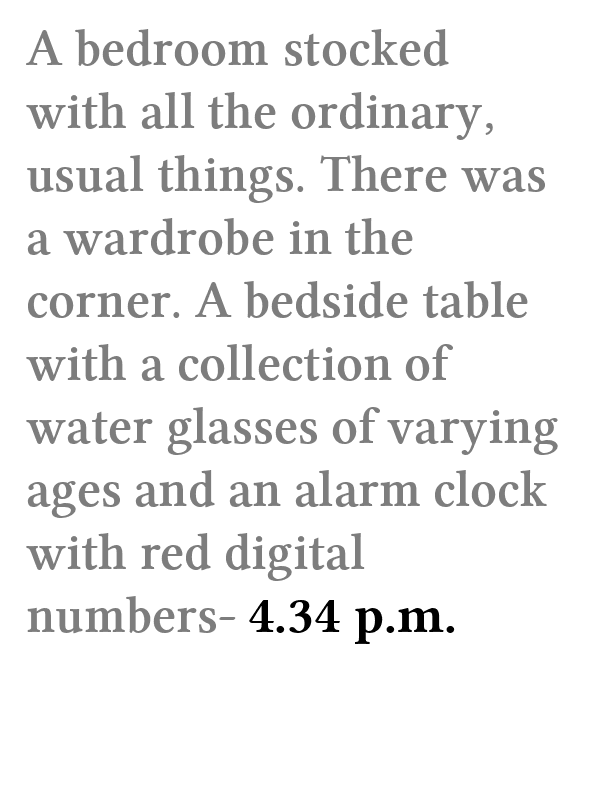 A bedroom stocked
with all the ordinary,
usual things. There was
a wardrobe in the
corner. A bedside table
with a collection of
water glasses of varying
ages and an alarm clock
with red digital
numbers- 4.34 p.m.